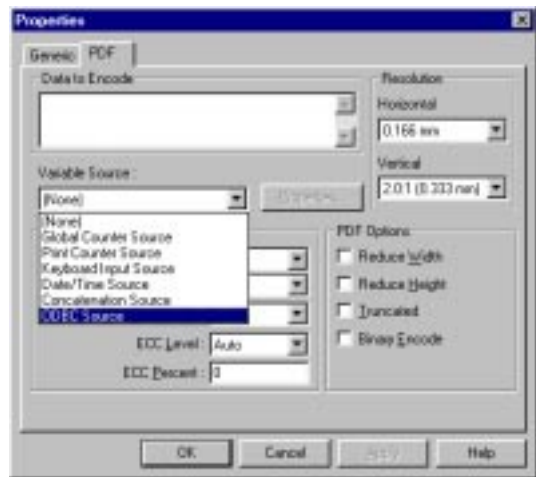 Properties
Generic PDF
Data to Encode
Resolution
Horizontal
0.166 mm
Vertical
2.0:1 (0.333 mm)
Variable Source :
(None)
(None)
Global Counter Source
Print Counter Source
Keyboard Input Source
Date/Time Source
Concatenation Source
ODBC Source
ECC Level : Auto
ECC Percent : 0
PDF Options
Reduce Width
Reduce Height
Truncated
Binary Encode
OK Cancel Apply Help